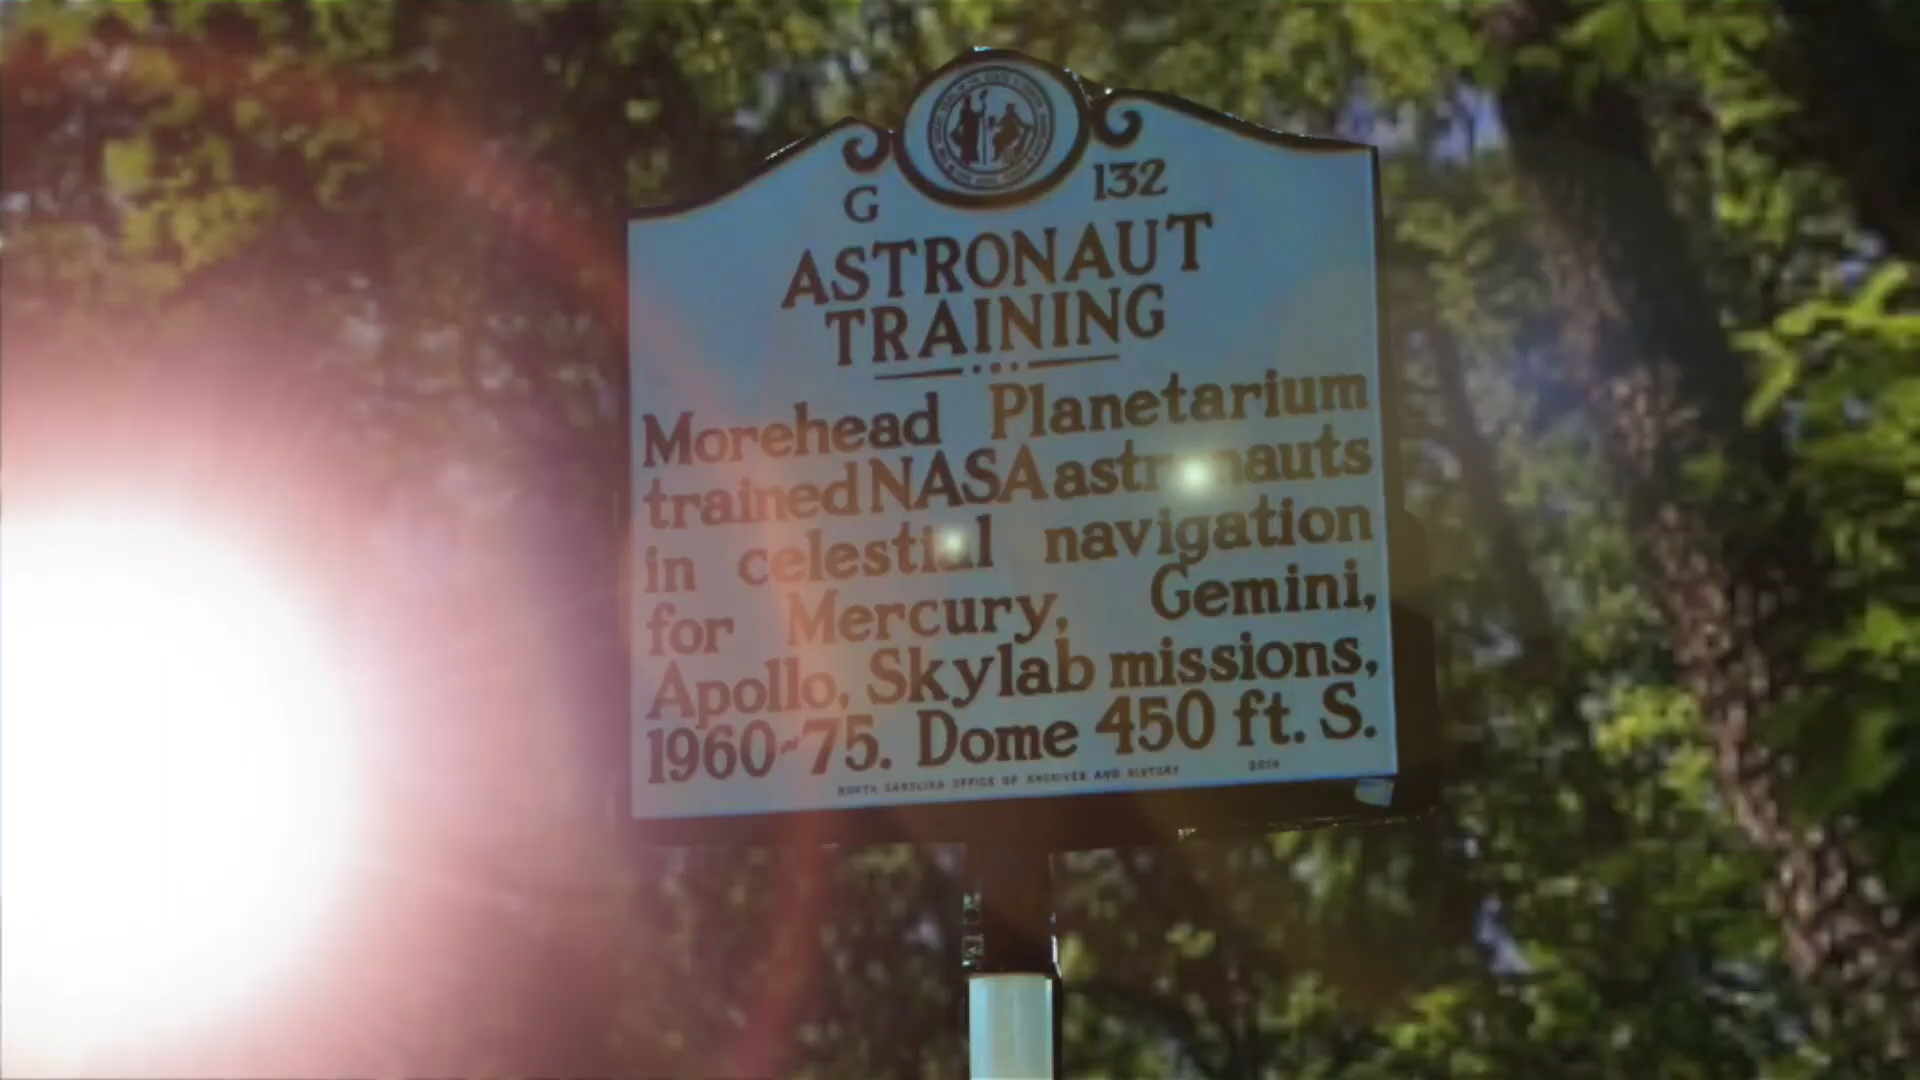 G 132
ASTRONAUT
TRAINING
Morehead Planetarium
trained NASA astronauts
in celestial navigation
for Mercury, Gemini,
Apollo, Skylab missions,
1960-75. Dome 450 ft. S.
NORTH CAROLINA OFFICE OF ARCHIVES AND HISTORY 2014